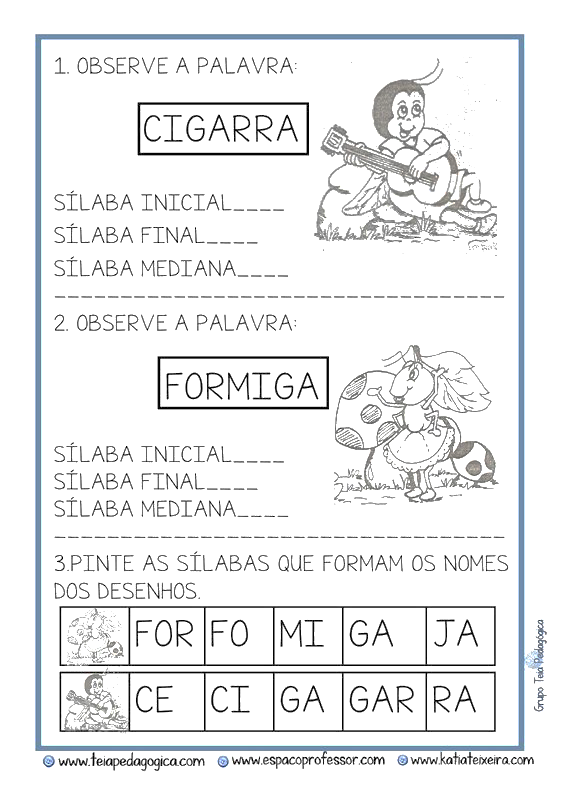 1. OBSERVE A PALAVRA:
CIGARRA
SÍLABA INICIAL____
SÍLABA FINAL____
SÍLABA MEDIANA____
2. OBSERVE A PALAVRA:
FORMIGA
SÍLABA INICIAL____
SÍLABA FINAL____
SÍLABA MEDIANA____
3.PINTE AS SÍLABAS QUE FORMAM OS NOMES
DOS DESENHOS.
FOR FO MI GA JA
CE CI GA GAR RA
Grupo Teia Pedagógica
www.teiapedagogica.com www.espacoprofessor.com www.katiateixeira.com